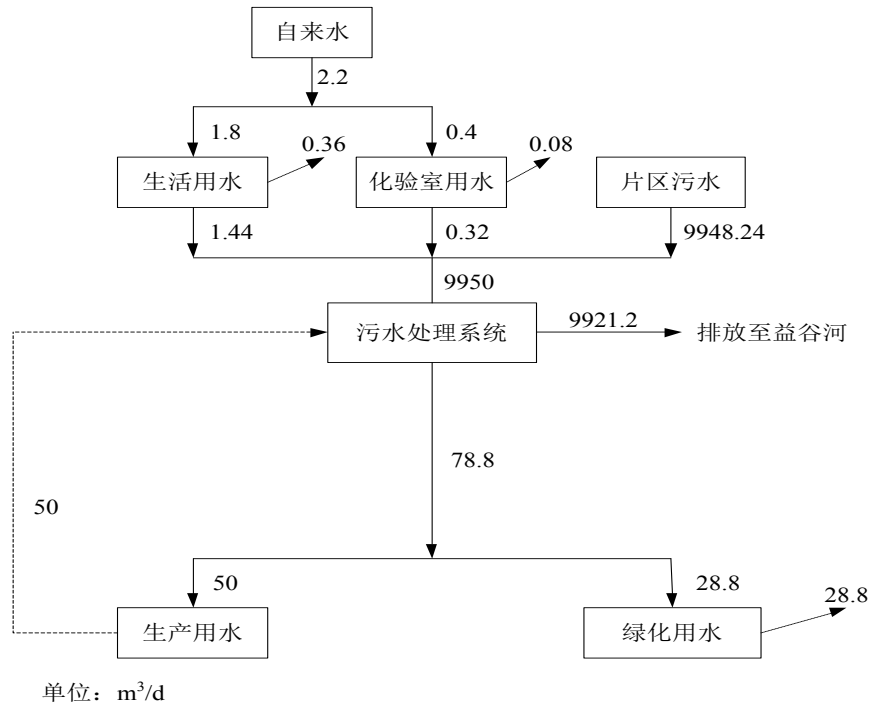 自来水
2.2
1.8
0.4
0.36
0.08
生活用水
化验室用水
片区污水
1.44
0.32
9948.24
9950
污水处理系统
9921.2
排放至益谷河
78.8
50
50
28.8
28.8
生产用水
绿化用水
单位：m³/d